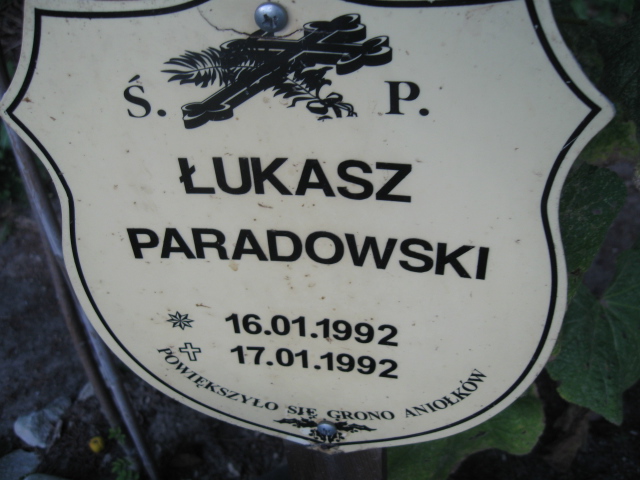 Ś. P.
ŁUKASZ
PARADOWSKI
16.01.1992
17.01.1992
POWIĘKSZYŁO SIĘ GRONO ANIOŁKÓW